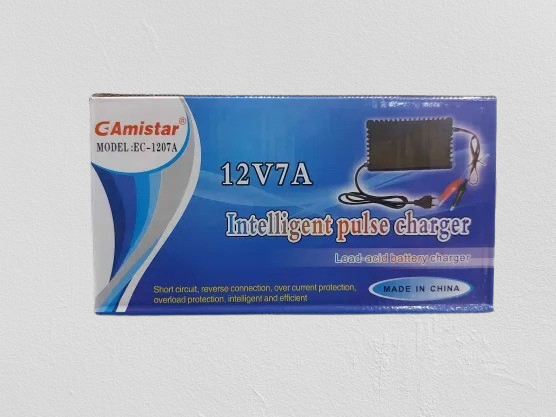 GAmistar®
MODEL:EC-1207A
12V7A
Intelligent pulse charger
Lead-acid battery charger
Short circuit, reverse connection, over current protection,
overload protection, intelligent and efficient
MADE IN CHINA